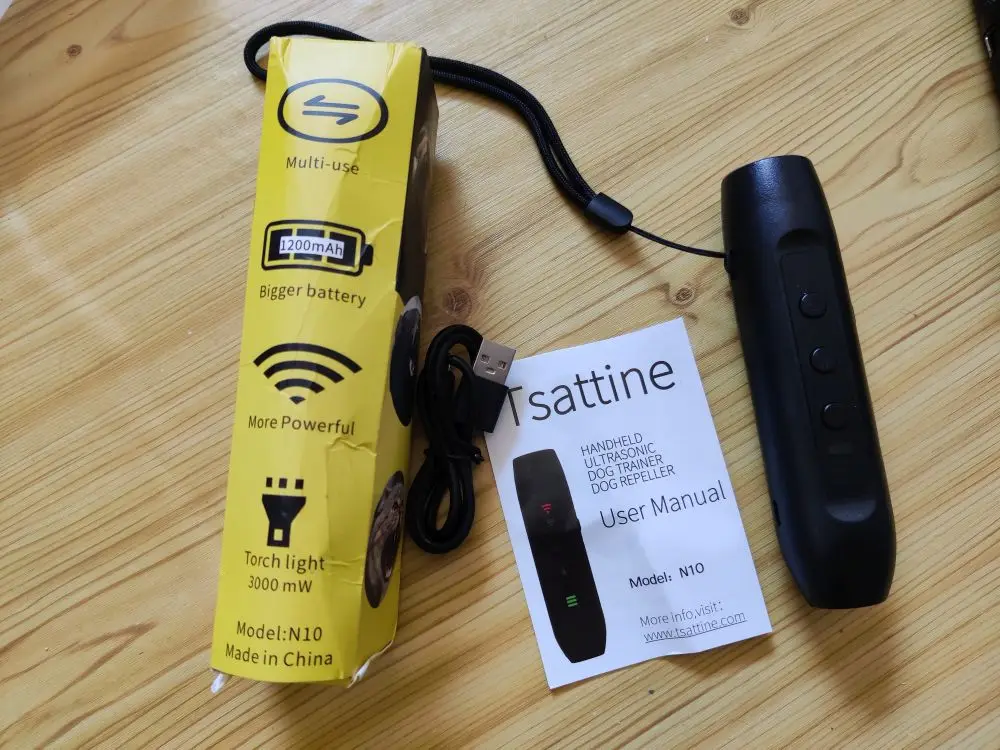 Multi-use
1200mAh
Bigger battery
More Powerful
Torch light
3000 mW
Model:N10
Made in China
Tsattine
HANDHELD
ULTRASONIC
DOG TRAINER
DOG REPELLER
User Manual
Model: N10
More info,visit:
www.tsattine.com